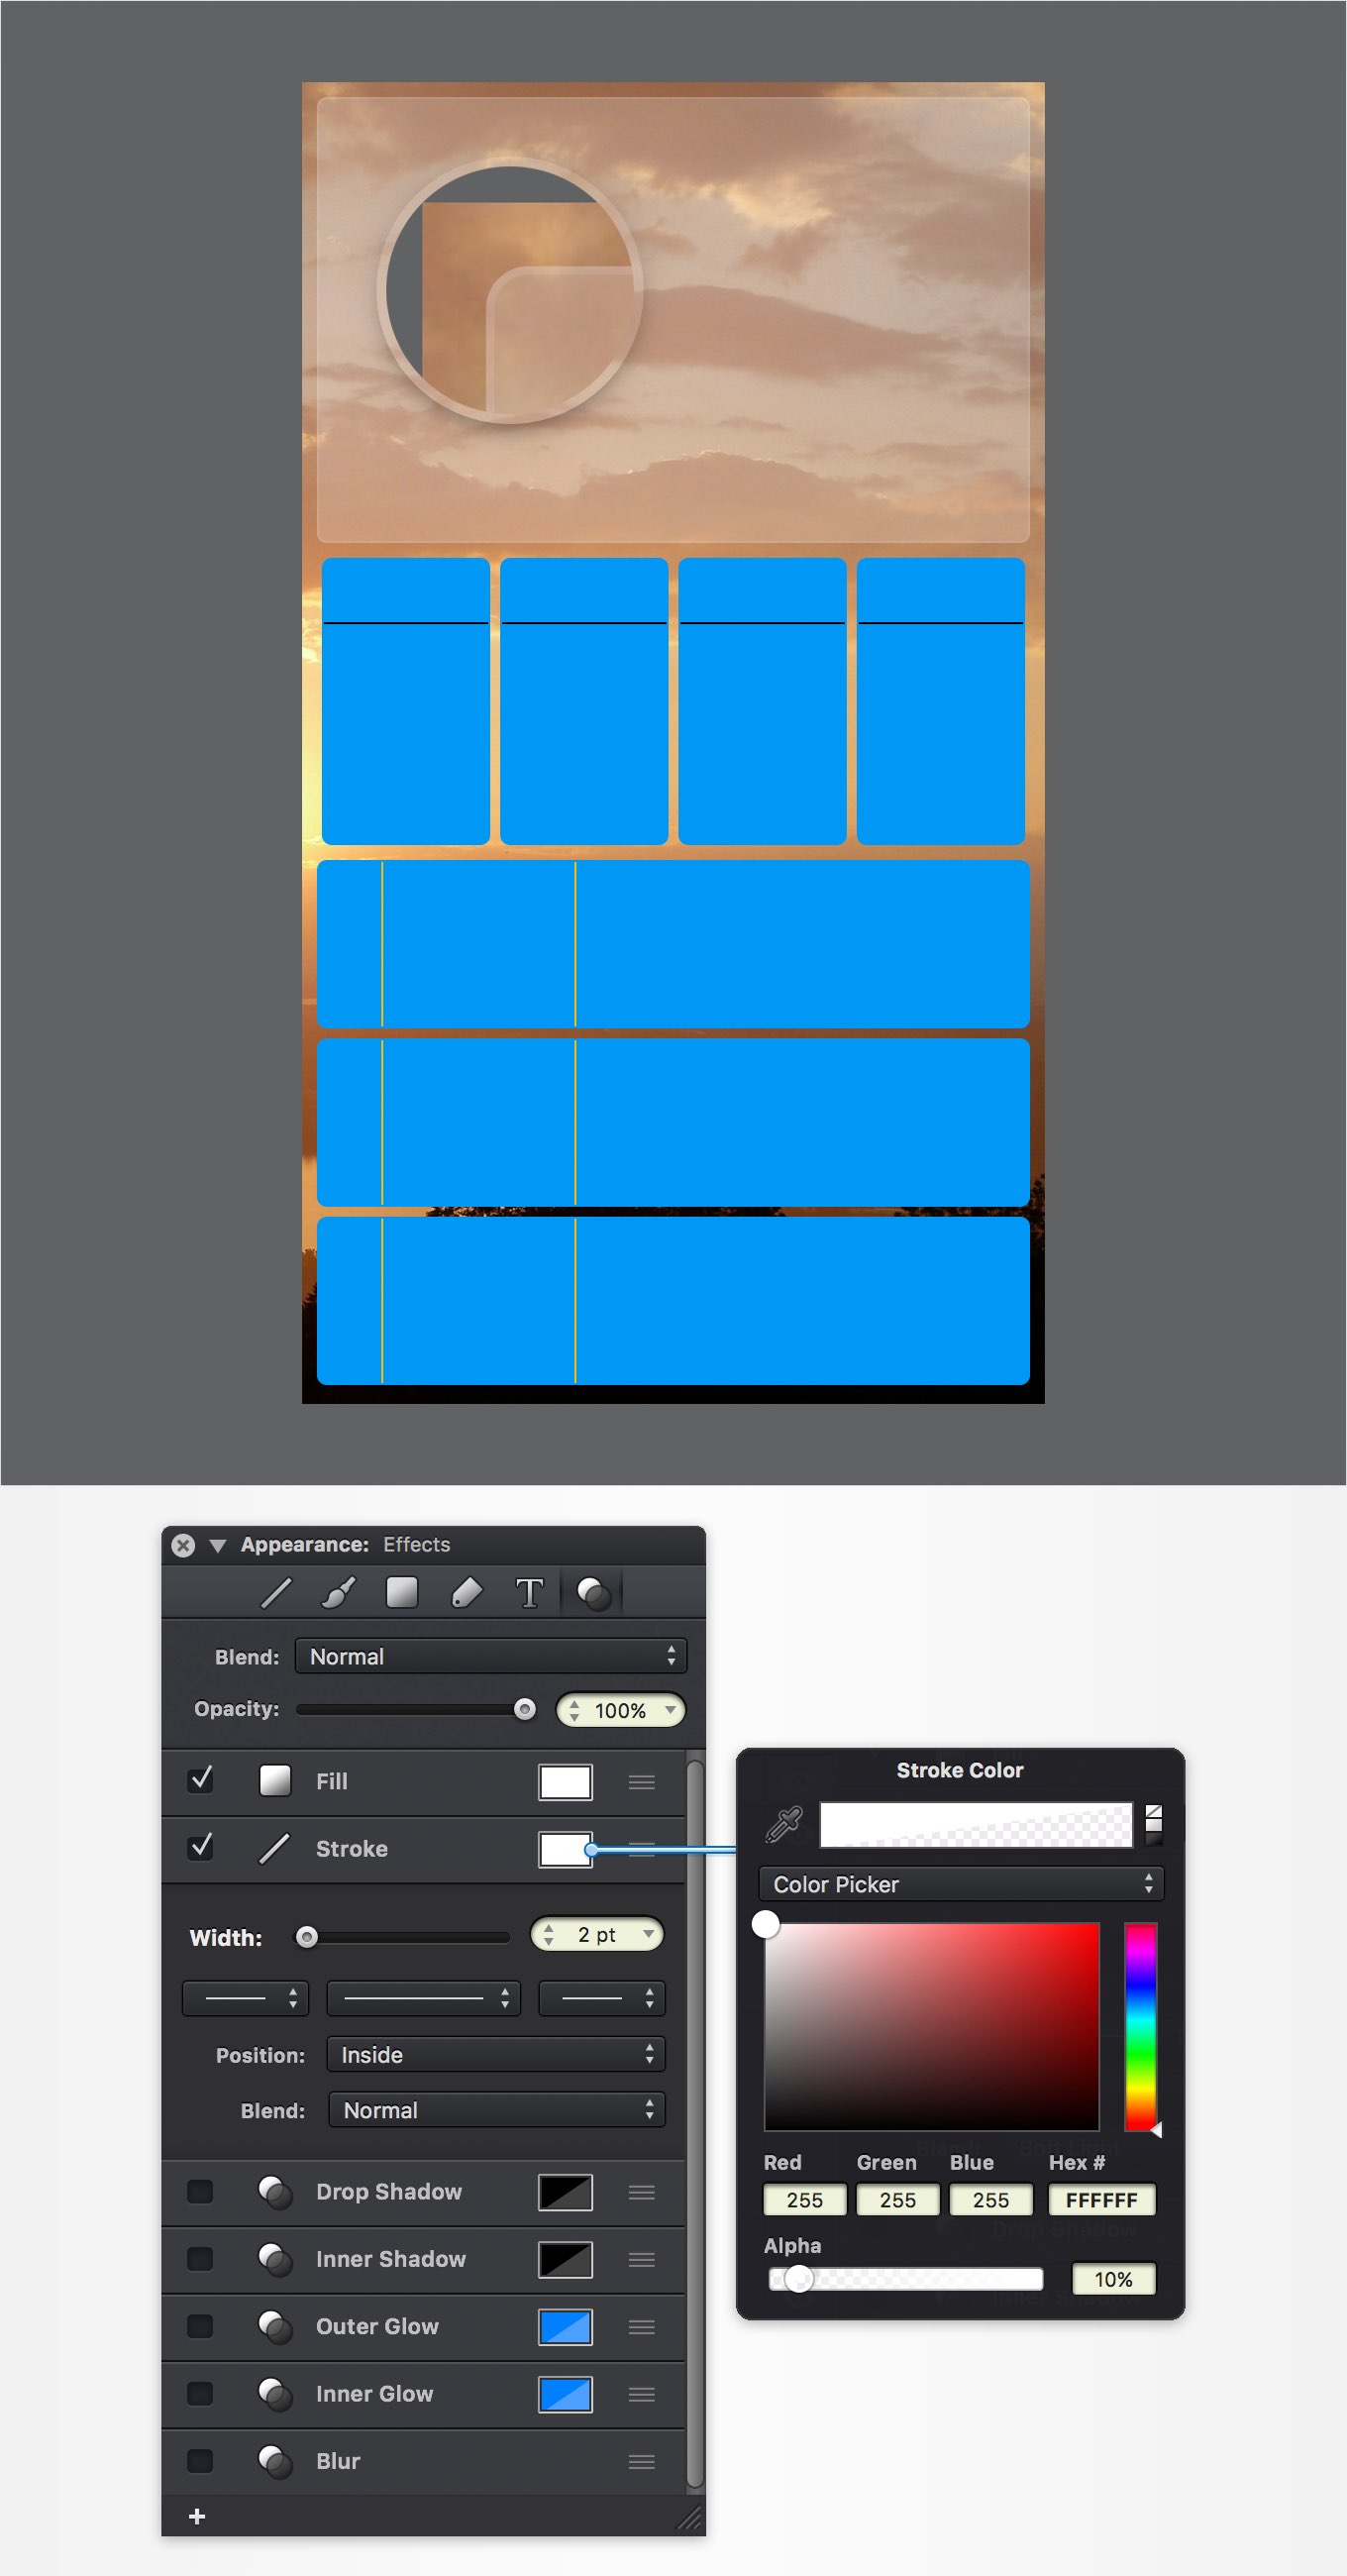 Appearance: Effects
T
Blend: Normal
Opacity: 100%
Fill
Stroke
Width: 2 pt
Position: Inside
Blend: Normal
Drop Shadow
Inner Shadow
Outer Glow
Inner Glow
Blur
+
Stroke Color
Color Picker
Red Green Blue Hex #
255 255 255 FFFFFF
Alpha
10%